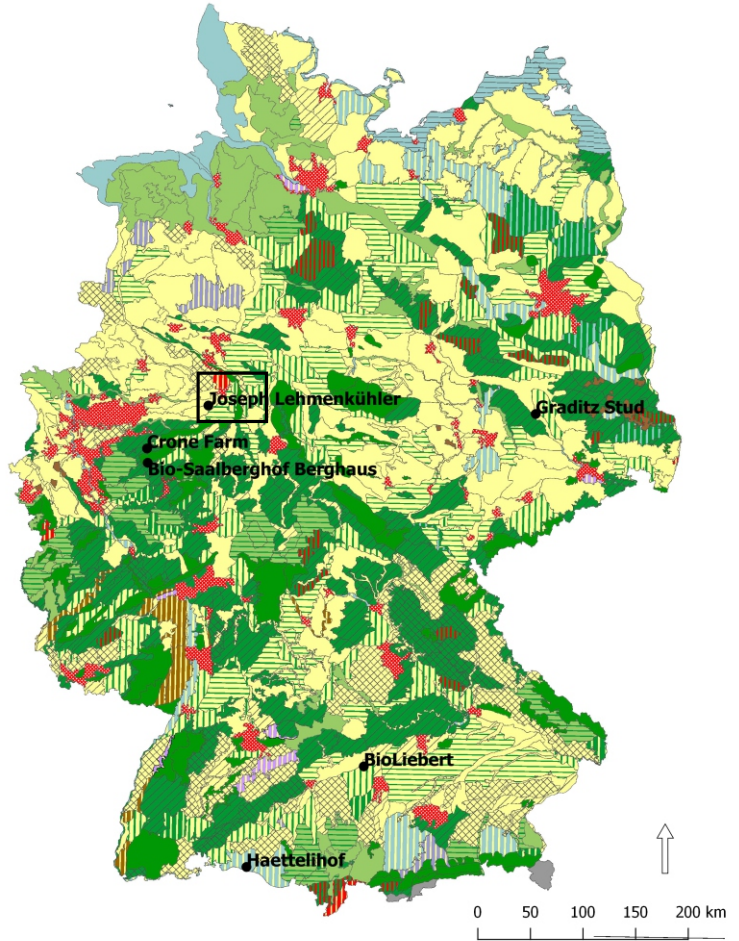 Joseph Lehmenkühler
Graditz Stud
Crone Farm
Bio-Saalberghof Berghaus
BioLiebert
Haettelihof
0 50 100 150 200 km